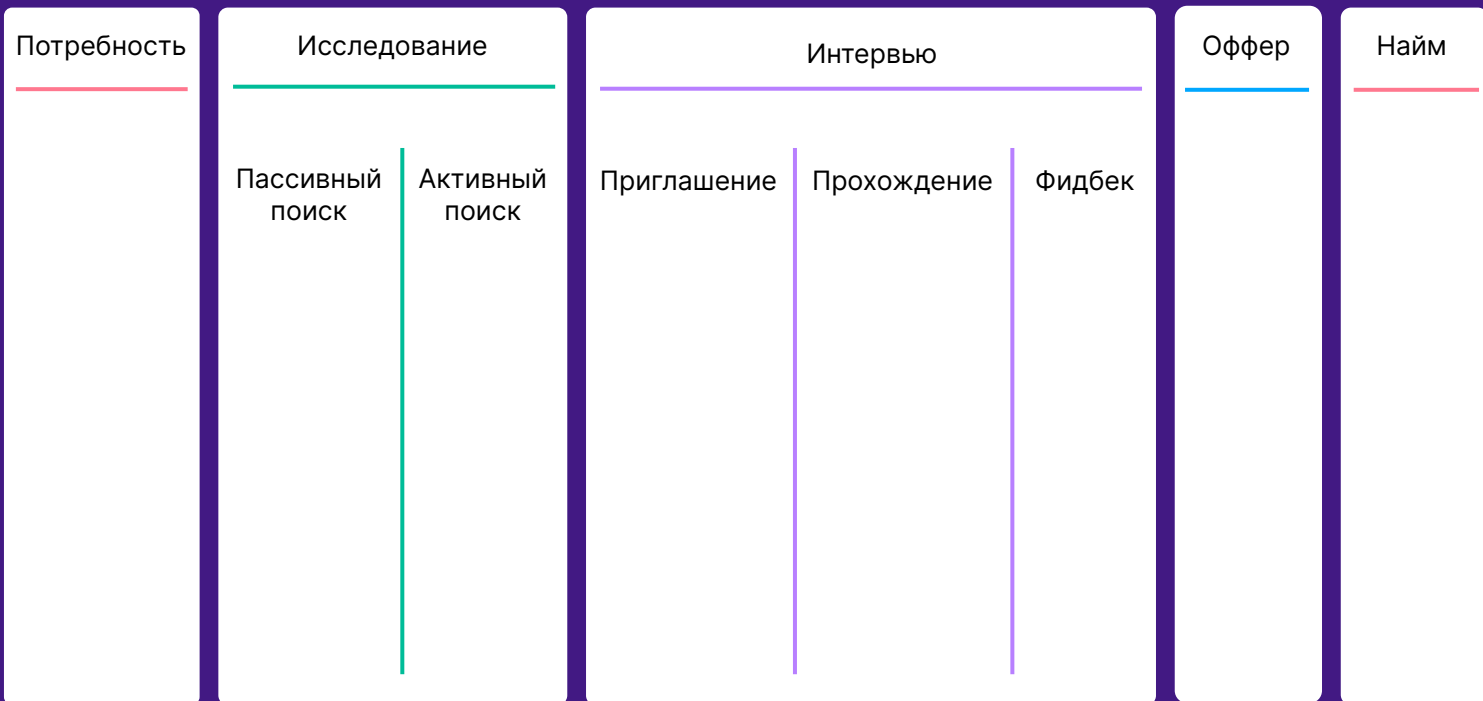 Потребность
Исследование
Интервью
Оффер
Найм
Пассивный
поиск
Активный
поиск
Приглашение
Прохождение
Фидбек